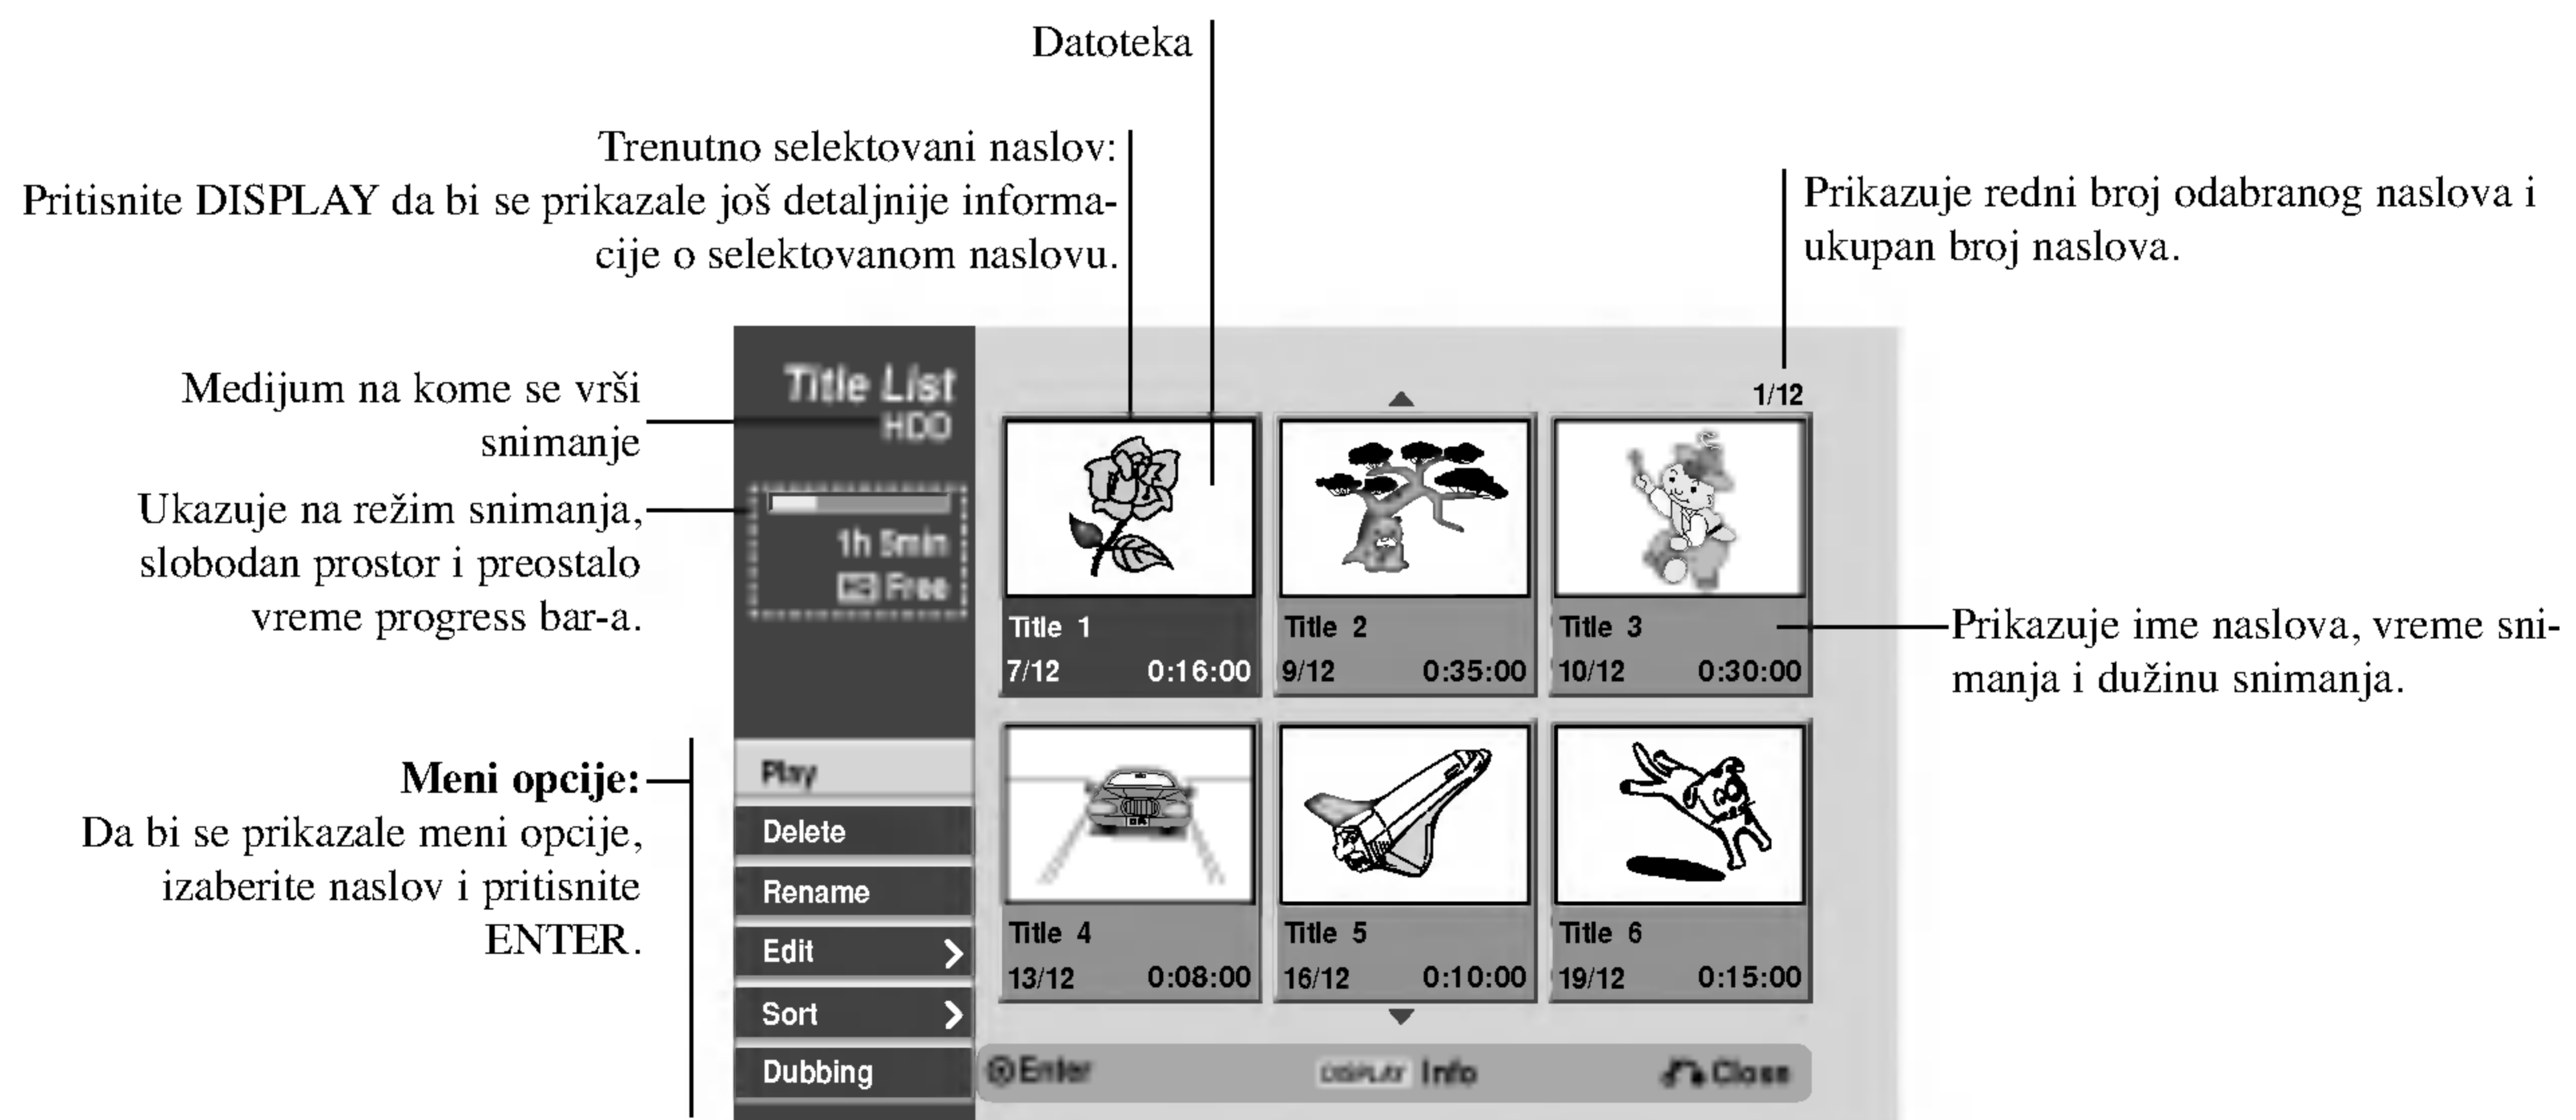 Datoteka
Trenutno selektovani naslov:
Pritisnite DISPLAY da bi se prikazale još detaljnije informa-
cije o selektovanom naslovu.
Prikazuje redni broj odabranog naslova i
ukupan broj naslova.
Medijum na kome se vrši
snimanje
Ukazuje na režim snimanja,
slobodan prostor i preostalo
vreme progress bar-a.
Meni opcije:
Da bi se prikazale meni opcije,
izaberite naslov i pritisnite
ENTER.
Title List
HDD
1h 5min
Free
Play
Delete
Rename
Edit
Sort
Dubbing
1/12
Title 1
7/12 0:16:00
Title 2
9/12 0:35:00
Title 3
10/12 0:30:00
Title 4
13/12 0:08:00
Title 5
16/12 0:10:00
Title 6
19/12 0:15:00
Enter
DISPLAY Info
Close
Prikazuje ime naslova, vreme sni-
manja i dužinu snimanja.